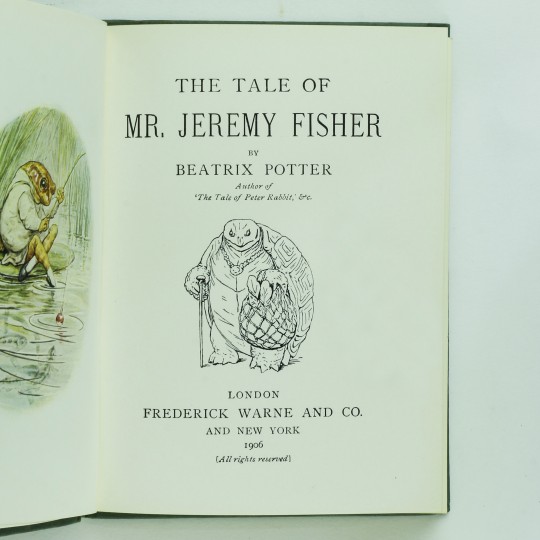 THE TALE OF
MR. JEREMY FISHER
BY
BEATRIX POTTER
Author of
'The Tale of Peter Rabbit,' &c.
LONDON
FREDERICK WARNE AND CO.
AND NEW YORK
1906
[All rights reserved]